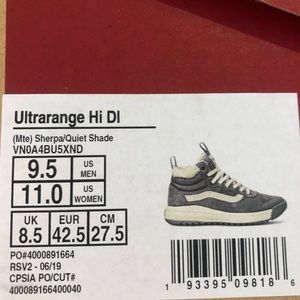 Ultrarange Hi DI
(Mte) Sherpa/Quiet Shade
VN0A4BU5XND
9.5 US MEN
11.0 US WOMEN
UK EUR CM
8.5 42.5 27.5
PO#4000891664
RSV2 - 06/19
CPSIA PO/CUT#
400089166400040
1 93395 09818 6